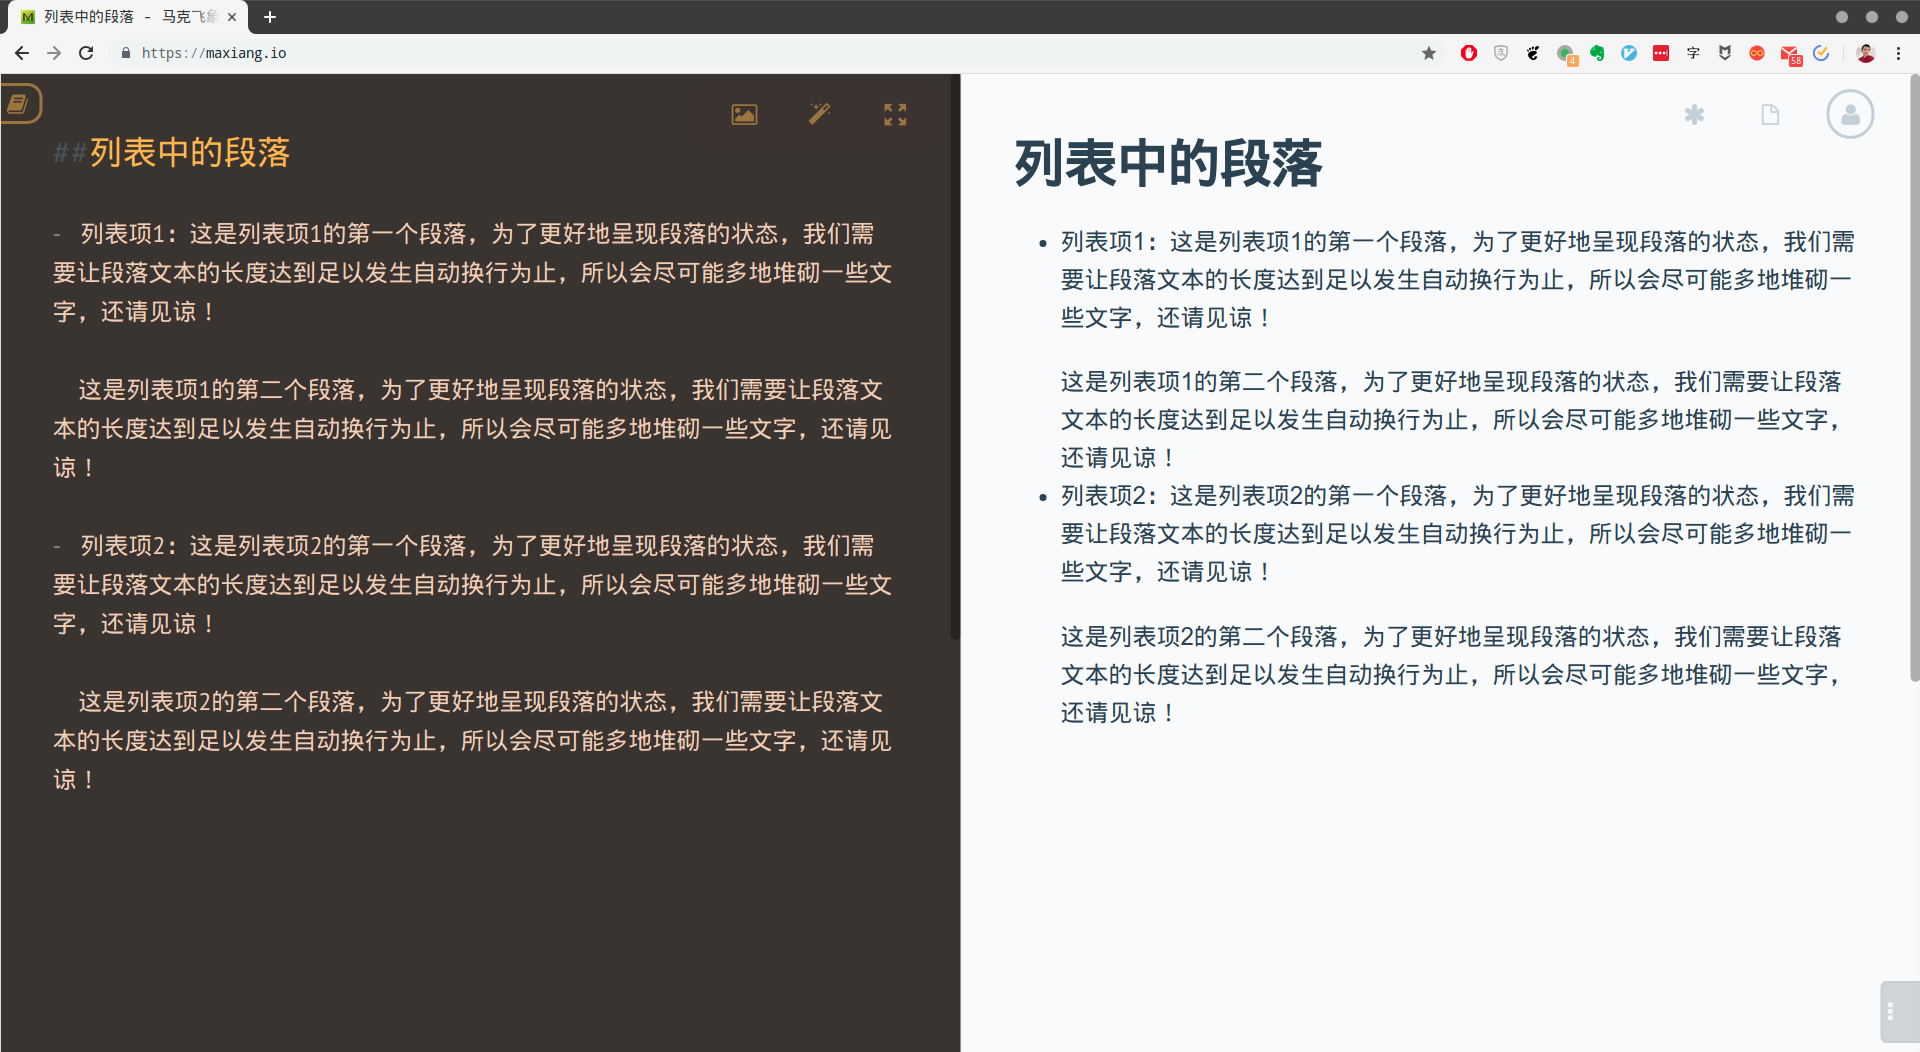 列表中的段落 - 马克飞象
https://maxiang.io
4
字
58
##列表中的段落
- 列表项1：这是列表项1的第一个段落，为了更好地呈现段落的状态，我们需
要让段落文本的长度达到足以发生自动换行为止，所以会尽可能多地堆砌一些文
字，还请见谅！
这是列表项1的第二个段落，为了更好地呈现段落的状态，我们需要让段落文
本的长度达到足以发生自动换行为止，所以会尽可能多地堆砌一些文字，还请见
谅！
- 列表项2：这是列表项2的第一个段落，为了更好地呈现段落的状态，我们需
要让段落文本的长度达到足以发生自动换行为止，所以会尽可能多地堆砌一些文
字，还请见谅！
这是列表项2的第二个段落，为了更好地呈现段落的状态，我们需要让段落文
本的长度达到足以发生自动换行为止，所以会尽可能多地堆砌一些文字，还请见
谅！
列表中的段落
• 列表项1：这是列表项1的第一个段落，为了更好地呈现段落的状态，我们需
要让段落文本的长度达到足以发生自动换行为止，所以会尽可能多地堆砌一
些文字，还请见谅！
这是列表项1的第二个段落，为了更好地呈现段落的状态，我们需要让段落
文本的长度达到足以发生自动换行为止，所以会尽可能多地堆砌一些文字，
还请见谅！
• 列表项2：这是列表项2的第一个段落，为了更好地呈现段落的状态，我们需
要让段落文本的长度达到足以发生自动换行为止，所以会尽可能多地堆砌一
些文字，还请见谅！
这是列表项2的第二个段落，为了更好地呈现段落的状态，我们需要让段落
文本的长度达到足以发生自动换行为止，所以会尽可能多地堆砌一些文字，
还请见谅！